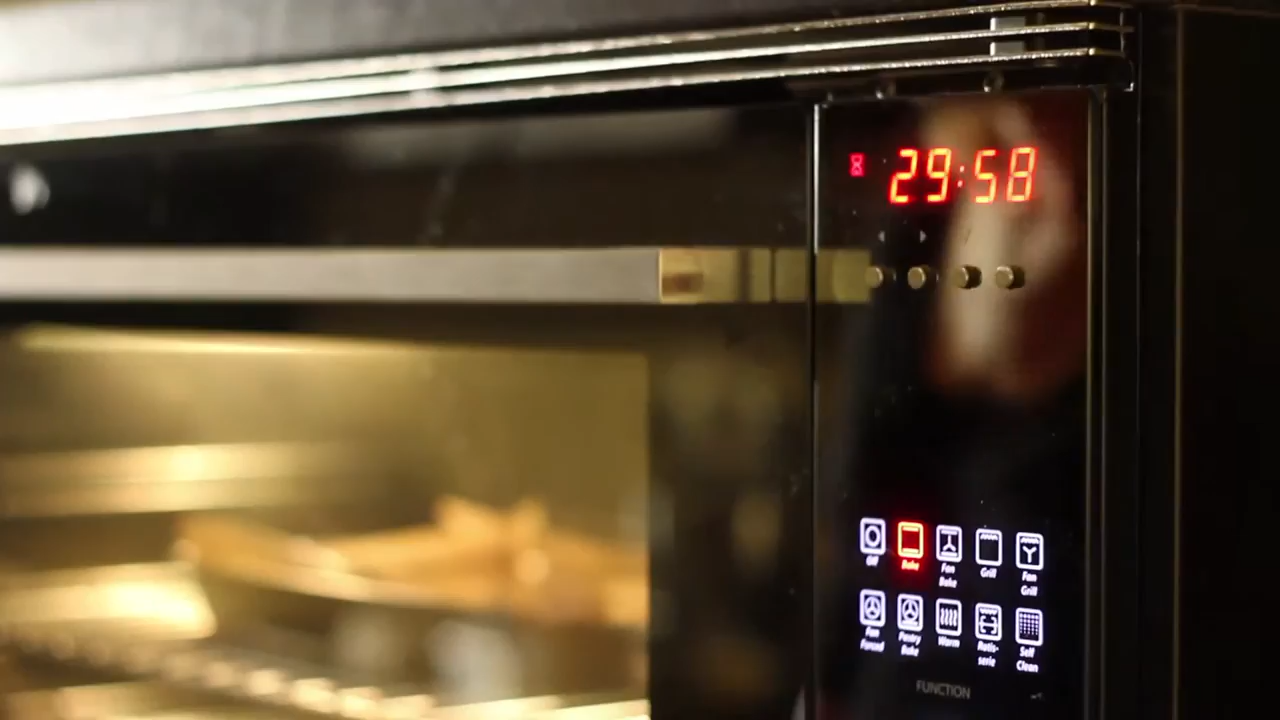 29:58
Off
Bake
Fan
Bake
Grill
Fan
Grill
Fan
Forced
Pastry
Bake
Warm
Rotis-
serie
Self
Clean
FUNCTION